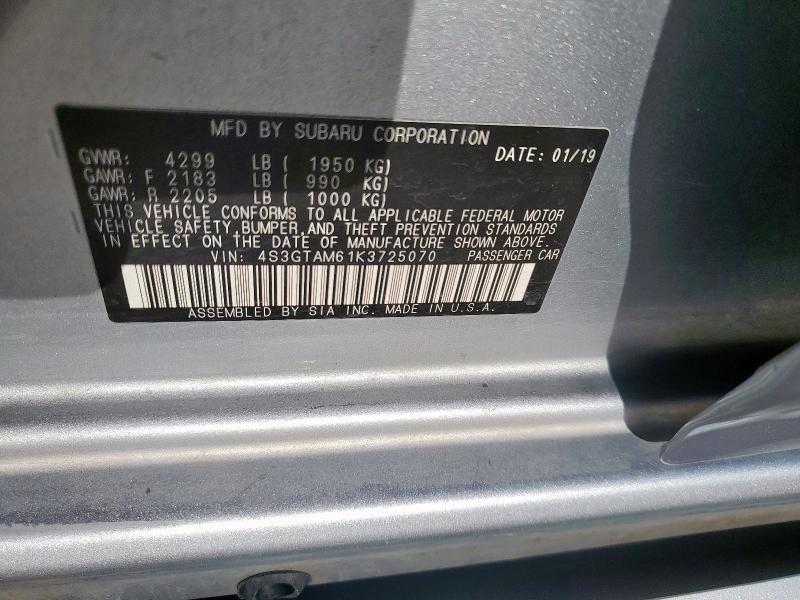 MFD BY SUBARU CORPORATION
DATE: 01/19
GVWR: 4299 LB ( 1950 KG)
GAWR: F 2183 LB ( 990 KG)
GAWR: R 2205 LB ( 1000 KG)
THIS VEHICLE CONFORMS TO ALL APPLICABLE FEDERAL MOTOR
VEHICLE SAFETY, BUMPER, AND THEFT PREVENTION STANDARDS
IN EFFECT ON THE DATE OF MANUFACTURE SHOWN ABOVE.
VIN: 4S3GTAM61K3725070 PASSENGER CAR
ASSEMBLED BY SIA INC. MADE IN U.S.A.